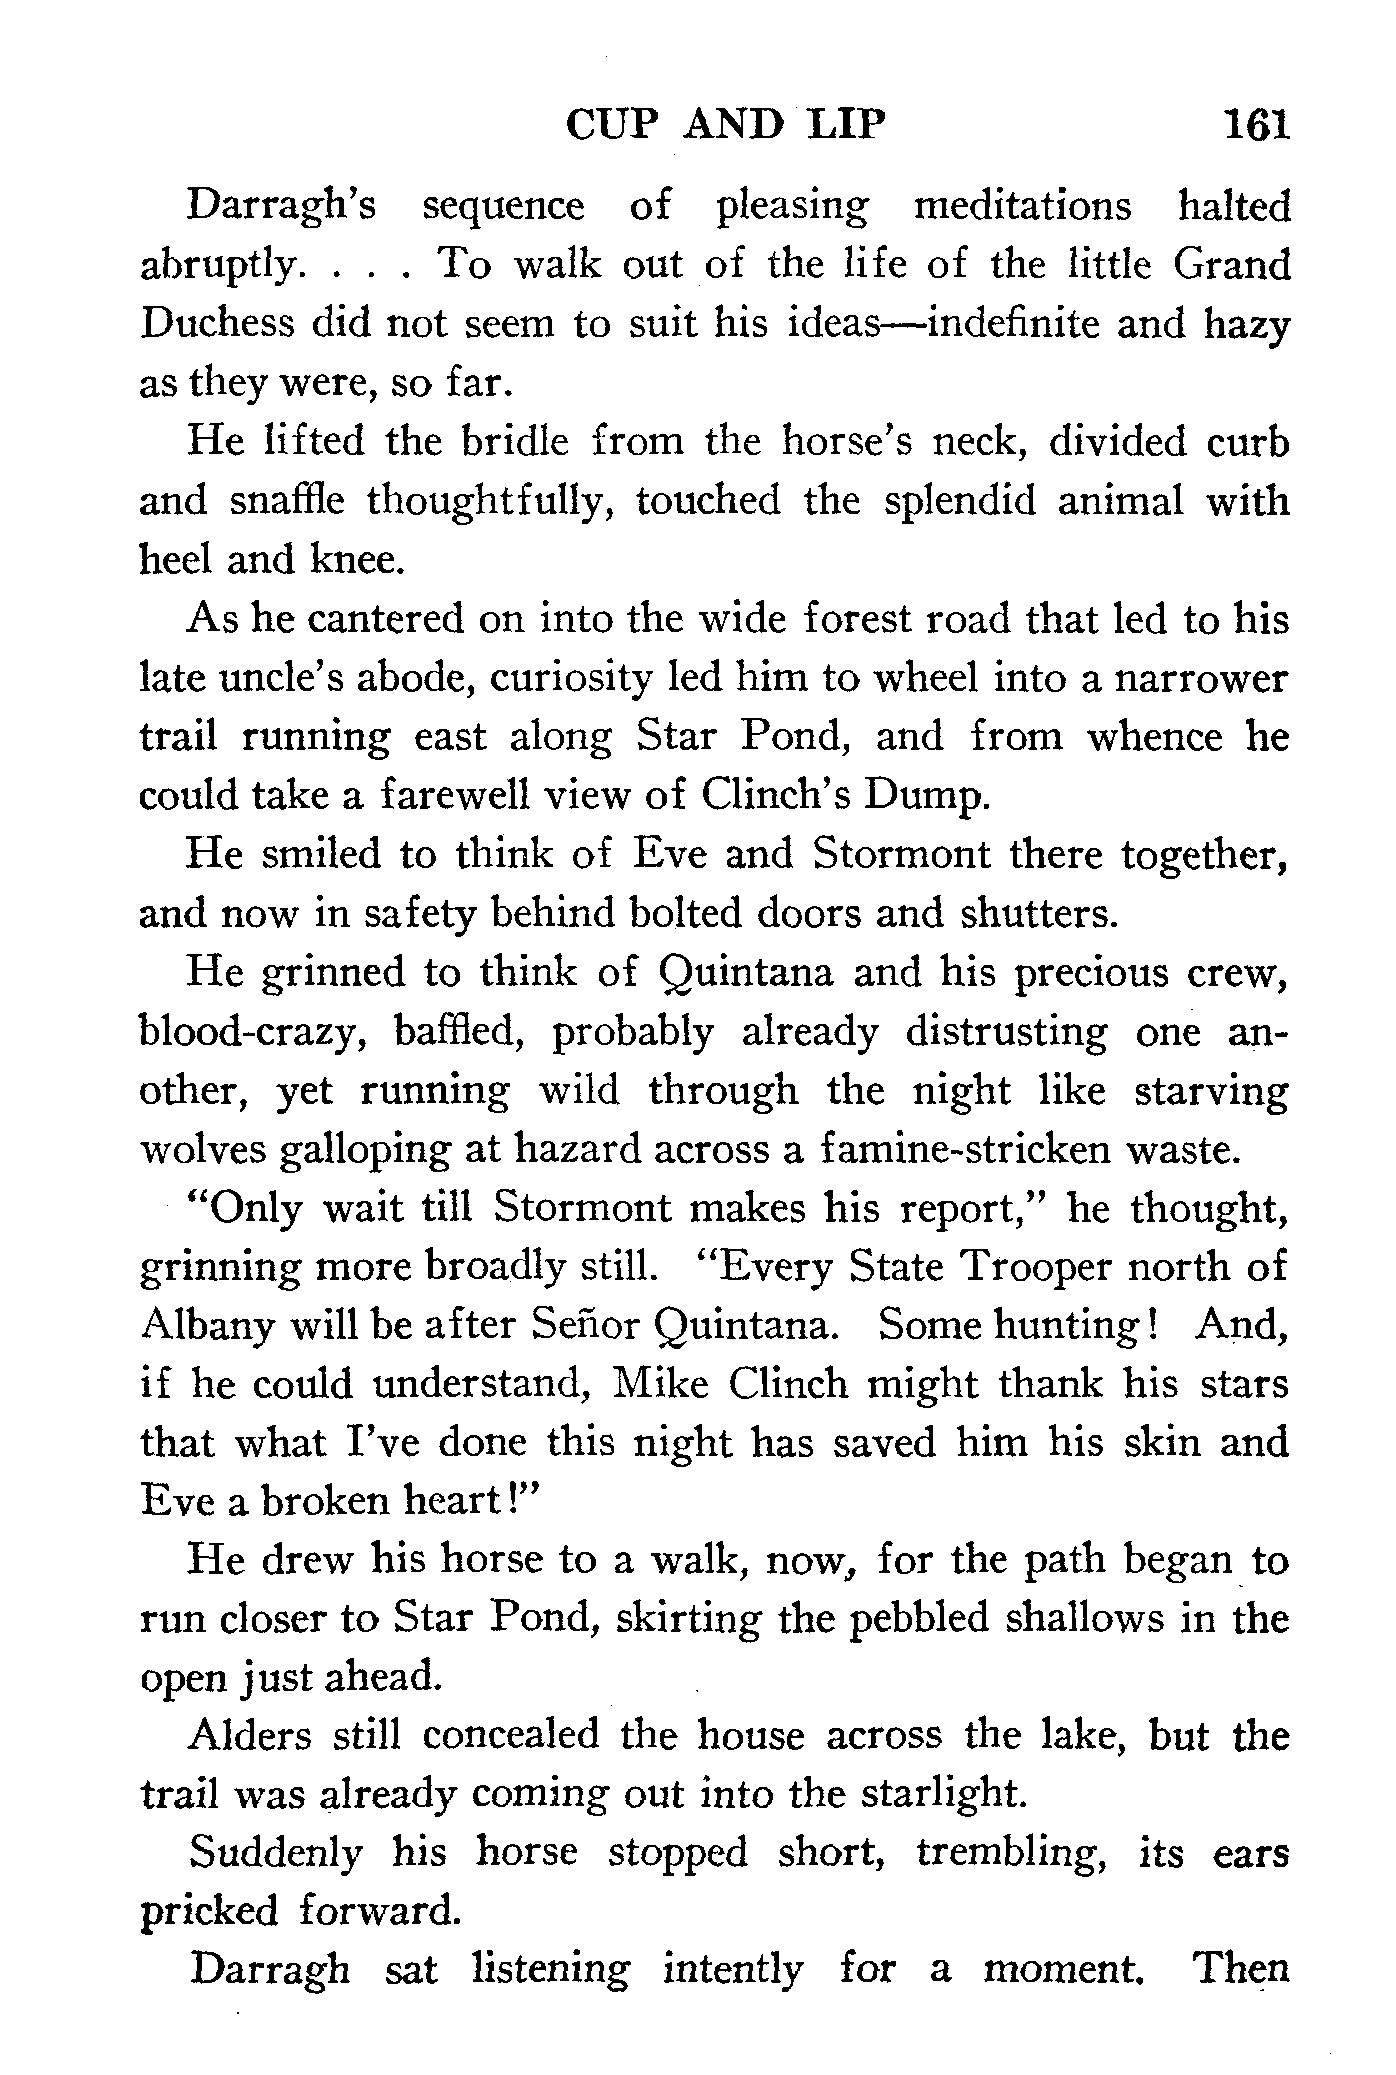 CUP AND LIP 161
Darragh’s sequence of pleasing meditations halted
abruptly. . . . To walk out of the life of the little Grand
Duchess did not seem to suit his ideas—indefinite and hazy
as they were, so far.
He lifted the bridle from the horse’s neck, divided curb
and snaffle thoughtfully, touched the splendid animal with
heel and knee.
As he cantered on into the wide forest road that led to his
late uncle’s abode, curiosity led him to wheel into a narrower
trail running east along Star Pond, and from whence he
could take a farewell view of Clinch’s Dump.
He smiled to think of Eve and Stormont there together,
and now in safety behind bolted doors and shutters.
He grinned to think of Quintana and his precious crew,
blood-crazy, baffled, probably already distrusting one an-
other, yet running wild through the night like starving
wolves galloping at hazard across a famine-stricken waste.
“Only wait till Stormont makes his report,” he thought,
grinning more broadly still. “Every State Trooper north of
Albany will be after Señor Quintana. Some hunting! And,
if he could understand, Mike Clinch might thank his stars
that what I’ve done this night has saved him his skin and
Eve a broken heart!”
He drew his horse to a walk, now, for the path began to
run closer to Star Pond, skirting the pebbled shallows in the
open just ahead.
Alders still concealed the house across the lake, but the
trail was already coming out into the starlight.
Suddenly his horse stopped short, trembling, its ears
pricked forward.
Darragh sat listening intently for a moment. Then